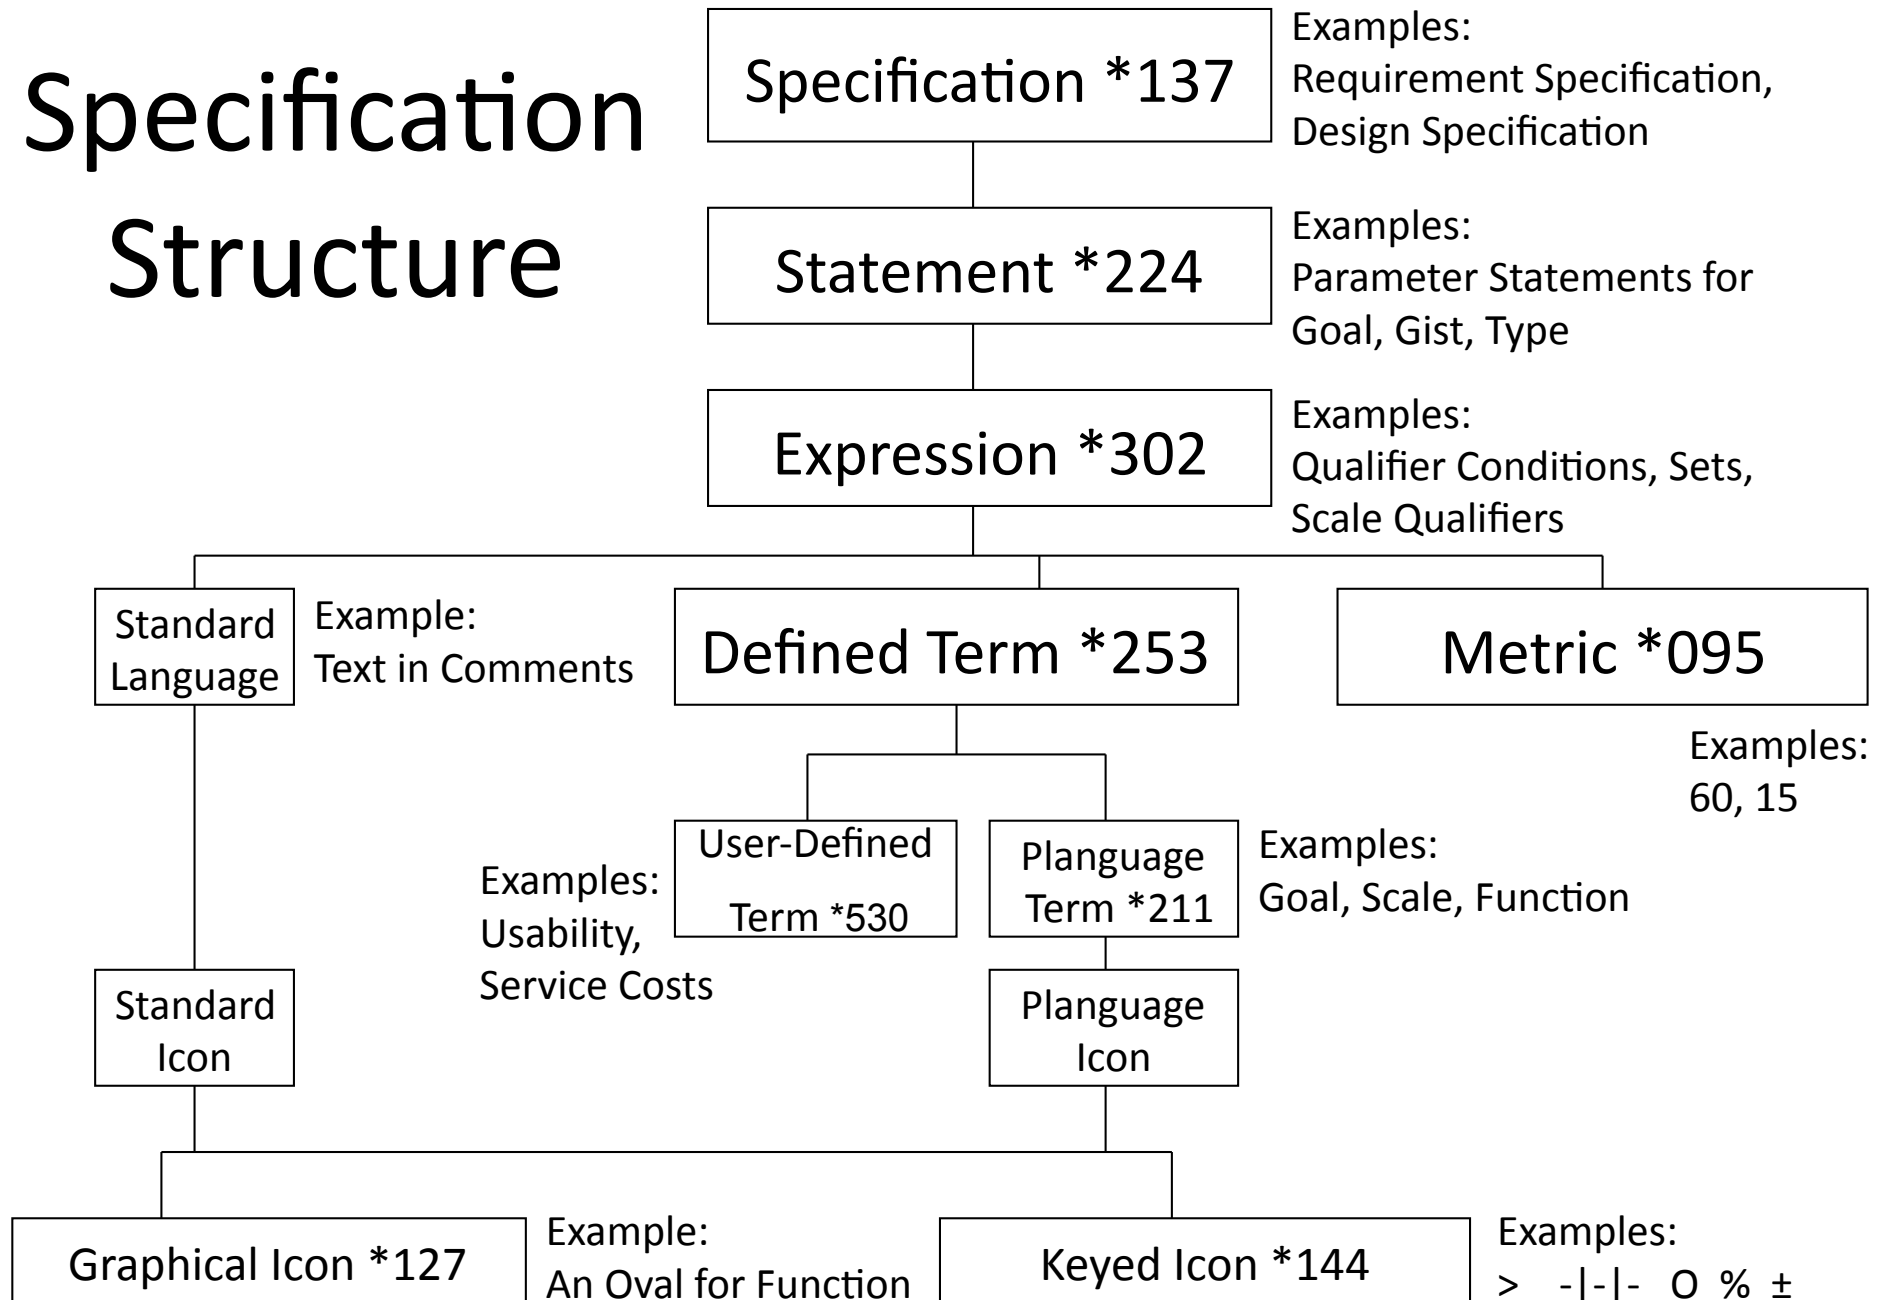 Specification
Structure
Specification *137
Examples:
Requirement Specification,
Design Specification
Statement *224
Examples:
Parameter Statements for
Goal, Gist, Type
Expression *302
Examples:
Qualifier Conditions, Sets,
Scale Qualifiers
Standard
Language
Example:
Text in Comments
Defined Term *253
Metric *095
Examples:
60, 15
User-Defined
Term *530
Examples:
Usability,
Service Costs
Planguage
Term *211
Examples:
Goal, Scale, Function
Standard
Icon
Planguage
Icon
Graphical Icon *127
Example:
An Oval for Function
Keyed Icon *144
Examples:
> -|-|- O % ±